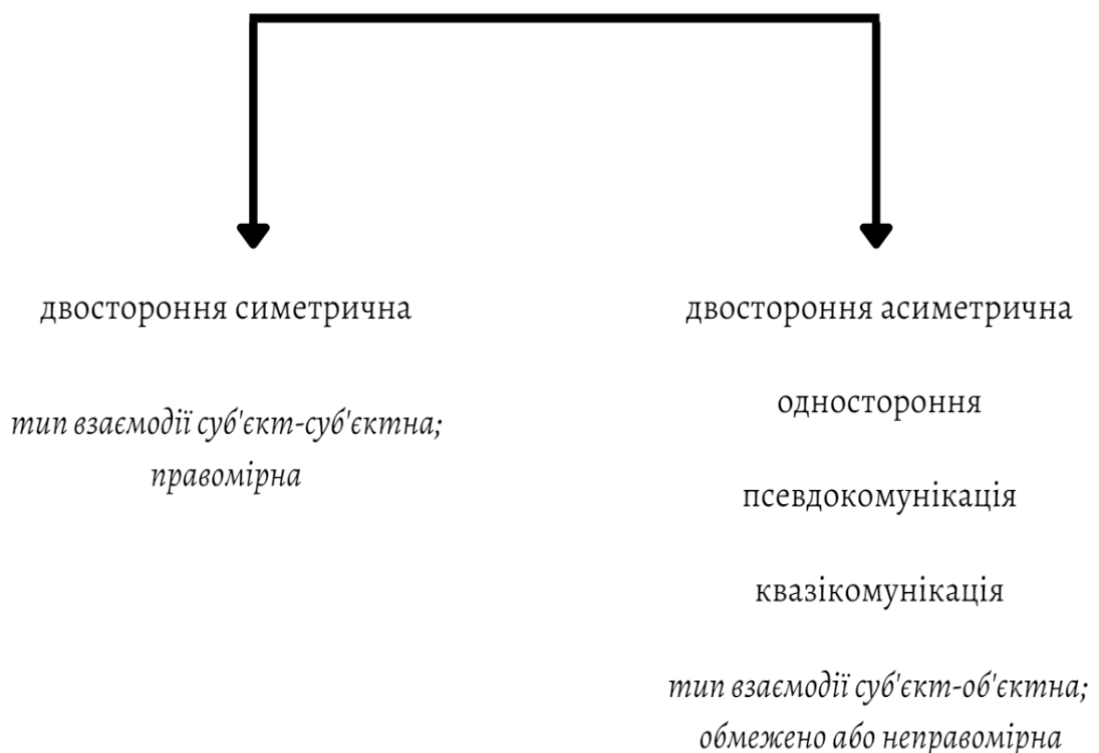 двостороння симетрична
тип взаємодії суб'єкт-суб'єктна;
правомірна
двостороння асиметрична
одностороння
псевдокомунікація
квазікомунікація
тип взаємодії суб'єкт-об'єктна;
обмежено або неправомірна